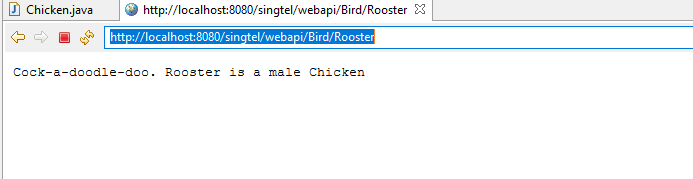 Chicken.java
http://localhost:8080/singtel/webapi/Bird/Rooster
http://localhost:8080/singtel/webapi/Bird/Rooster
Cock-a-doodle-doo. Rooster is a male Chicken